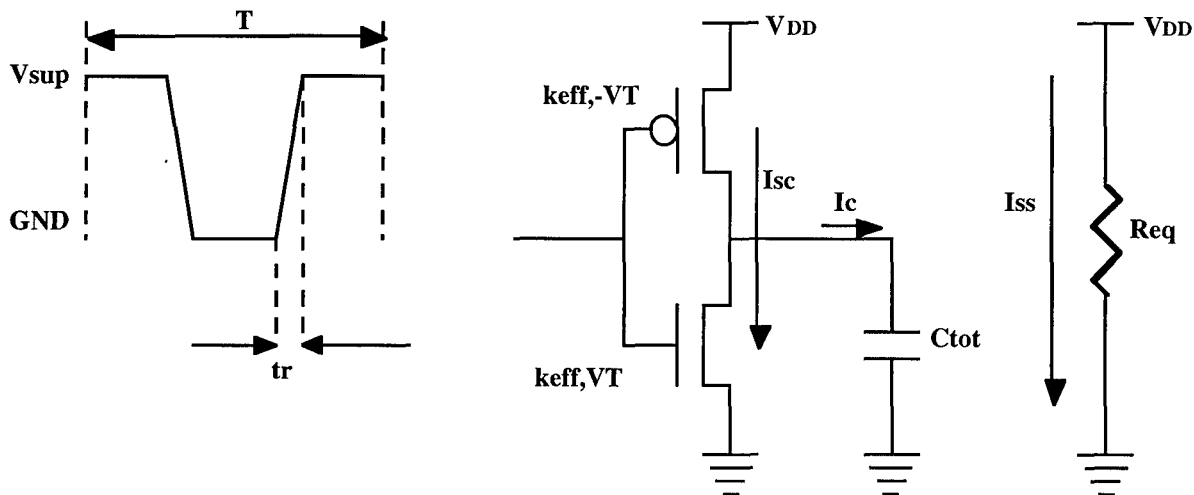 T
Vsup
GND
tr
VDD
keff,-VT
Isc
Ic
keff,VT
Ctot
VDD
Iss
Req